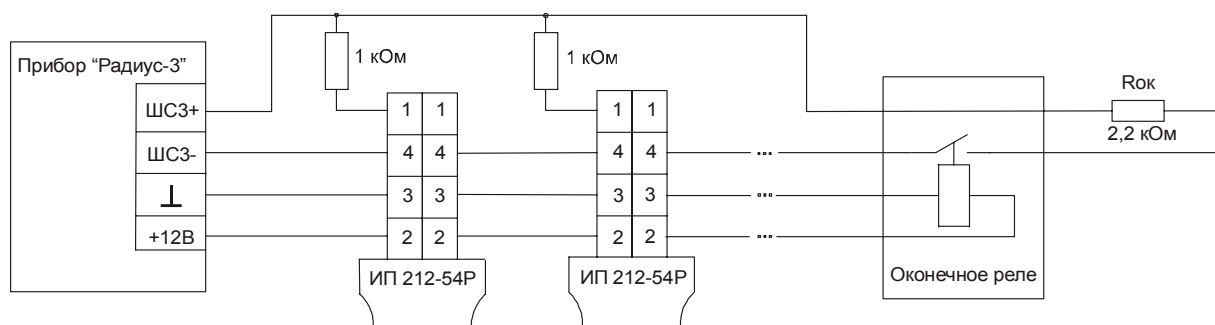 Прибор “Радиус-3”
ШС3+
ШС3-
⊥
+12В
1 кОм
1 1
4 4
3 3
2 2
ИП 212-54Р
1 кОм
1 1
4 4
3 3
2 2
ИП 212-54Р
...
...
...
Оконечное реле
Rок
2,2 кОм